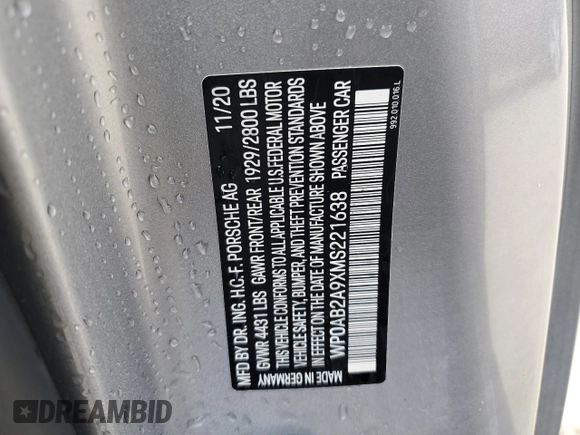 MFD BY DR. ING. H.C. F. PORSCHE AG 11/20
GVWR 4431 LBS GAWR FRONT/REAR 1929/2800 LBS
THIS VEHICLE CONFORMS TO ALL APPLICABLE U.S. FEDERAL MOTOR
VEHICLE SAFETY, BUMPER, AND THEFT PREVENTION STANDARDS
IN EFFECT ON THE DATE OF MANUFACTURE SHOWN ABOVE
WP0AB2A9XMS221698 PASSENGER CAR
MADE IN GERMANY
992 010 016 L
DREAMBID